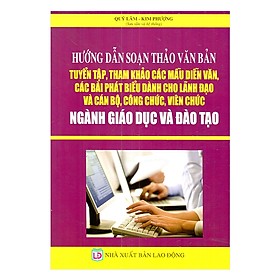 QUÝ LÂM - KIM PHƯỢNG
(Sưu tầm và hệ thống)
HƯỚNG DẪN SOẠN THẢO VĂN BẢN
TUYỂN TẬP, THAM KHẢO CÁC MẪU DIỄN VĂN,
CÁC BÀI PHÁT BIỂU DÀNH CHO LÃNH ĐẠO
VÀ CÁN BỘ, CÔNG CHỨC, VIÊN CHỨC
NGÀNH GIÁO DỤC VÀ ĐÀO TẠO
LĐ
NHÀ XUẤT BẢN LAO ĐỘNG